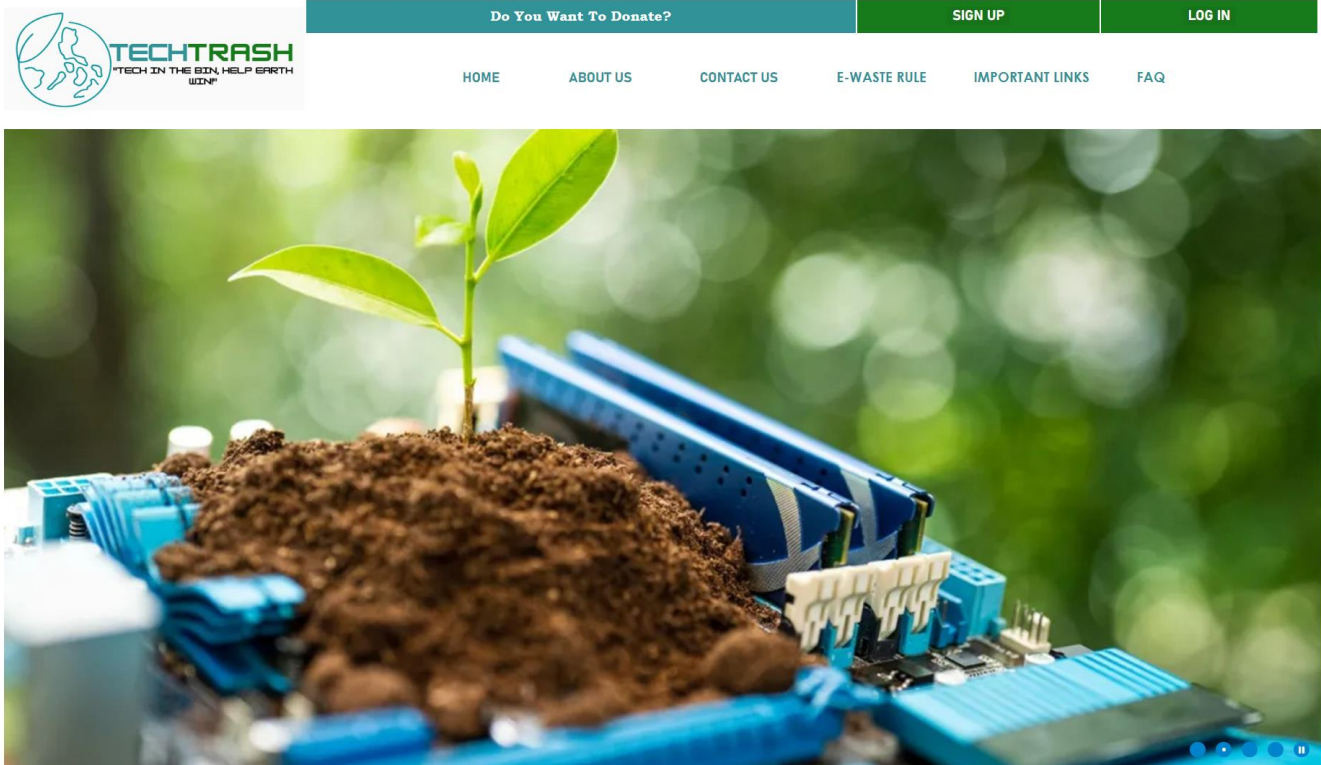 Do You Want To Donate?
SIGN UP
LOG IN
TECHTRASH
"TECH IN THE BIN, HELP EARTH
WIN!"
HOME
ABOUT US
CONTACT US
E-WASTE RULE
IMPORTANT LINKS
FAQ